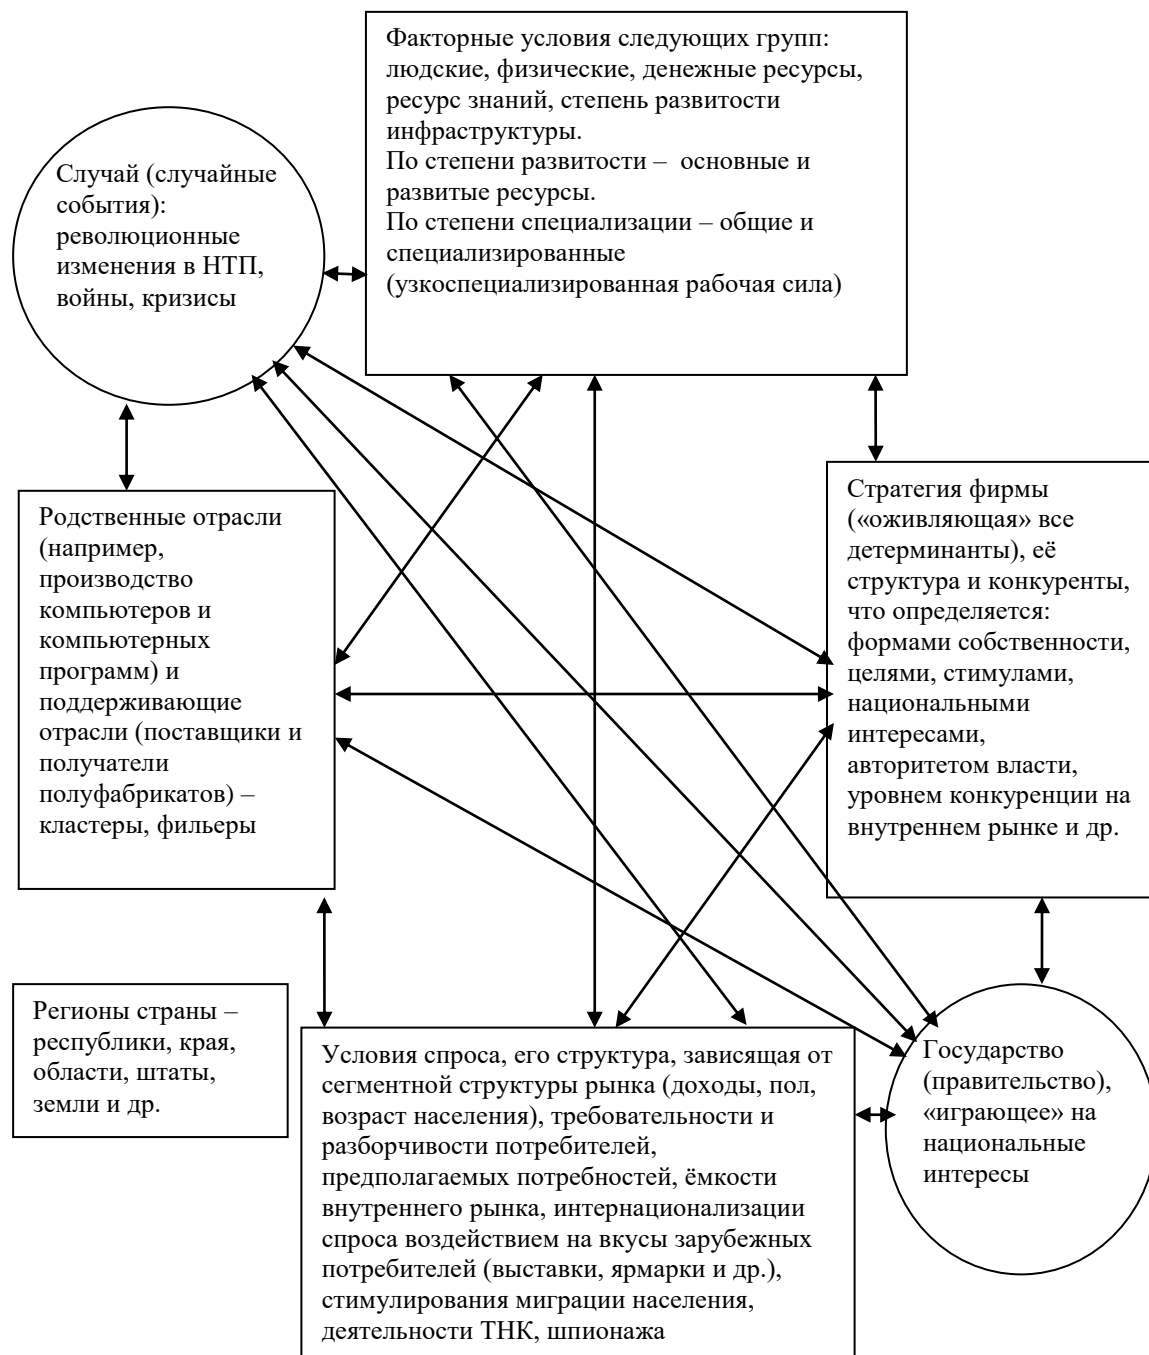 Факторные условия следующих групп:
людские, физические, денежные ресурсы,
ресурс знаний, степень развитости
инфраструктуры.
По степени развитости – основные и
развитые ресурсы.
По степени специализации – общие и
специализированные
(узкоспециализированная рабочая сила)
Случай (случайные
события):
революционные
изменения в НТП,
войны, кризисы
Родственные отрасли
(например,
производство
компьютеров и
компьютерных
программ) и
поддерживающие
отрасли (поставщики и
получатели
полуфабрикатов) –
кластеры, фильеры
Стратегия фирмы
(«оживляющая» все
детерминанты), её
структура и конкуренты,
что определяется:
формами собственности,
целями, стимулами,
национальными
интересами,
авторитетом власти,
уровнем конкуренции на
внутреннем рынке и др.
Регионы страны –
республики, края,
области, штаты,
земли и др.
Условия спроса, его структура, зависящая от
сегментной структуры рынка (доходы, пол,
возраст населения), требовательности и
разборчивости потребителей,
предполагаемых потребностей, ёмкости
внутреннего рынка, интернационализации
спроса воздействием на вкусы зарубежных
потребителей (выставки, ярмарки и др.),
стимулирования миграции населения,
деятельности ТНК, шпионажа
Государство
(правительство),
«играющее» на
национальные
интересы